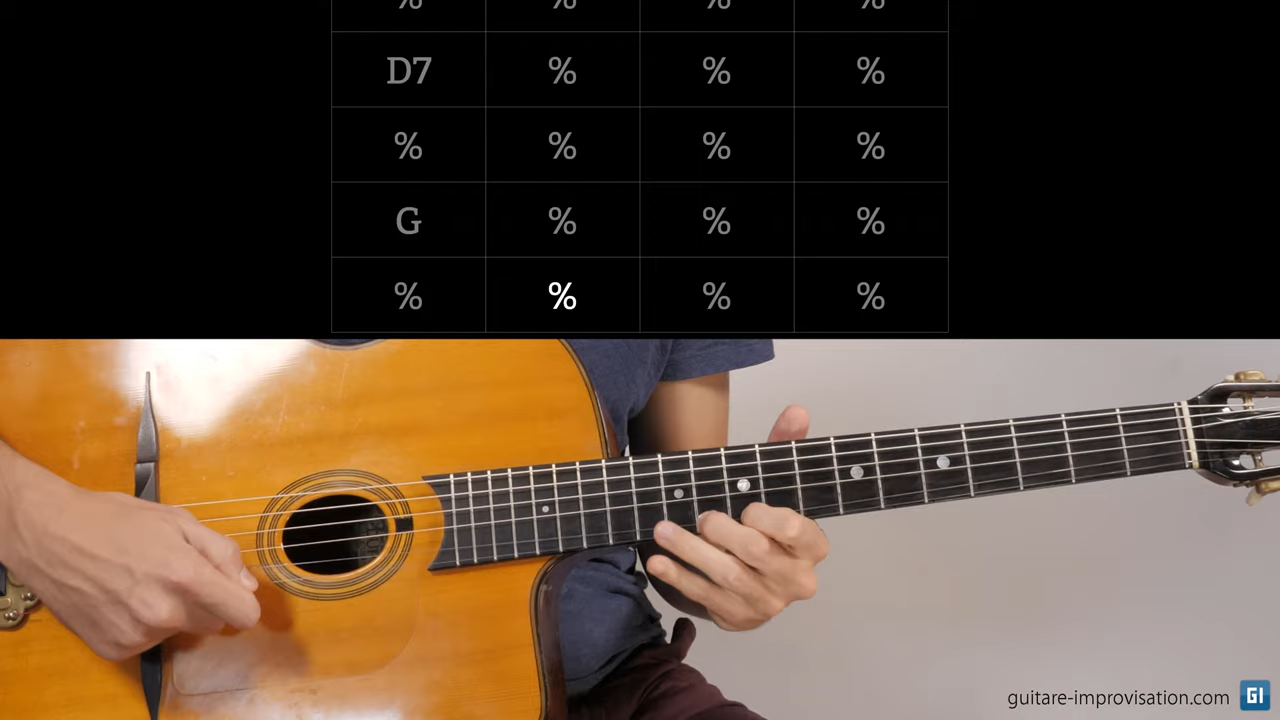 % % % %
D7 % % %
% % % %
G % % %
% % % %
guitare-improvisation.com GI